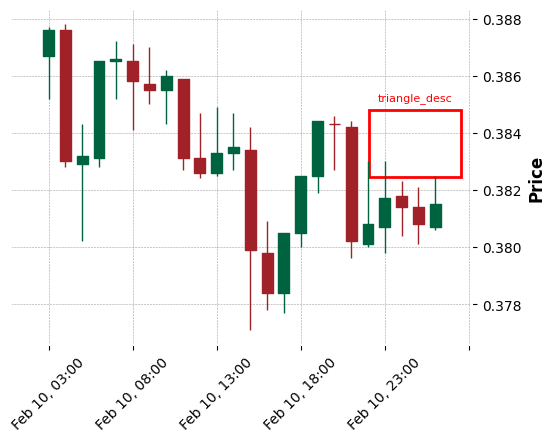 0.388
0.386
triangle_desc
0.384
0.382
0.380
0.378
Price
Feb 10, 03:00
Feb 10, 08:00
Feb 10, 13:00
Feb 10, 18:00
Feb 10, 23:00